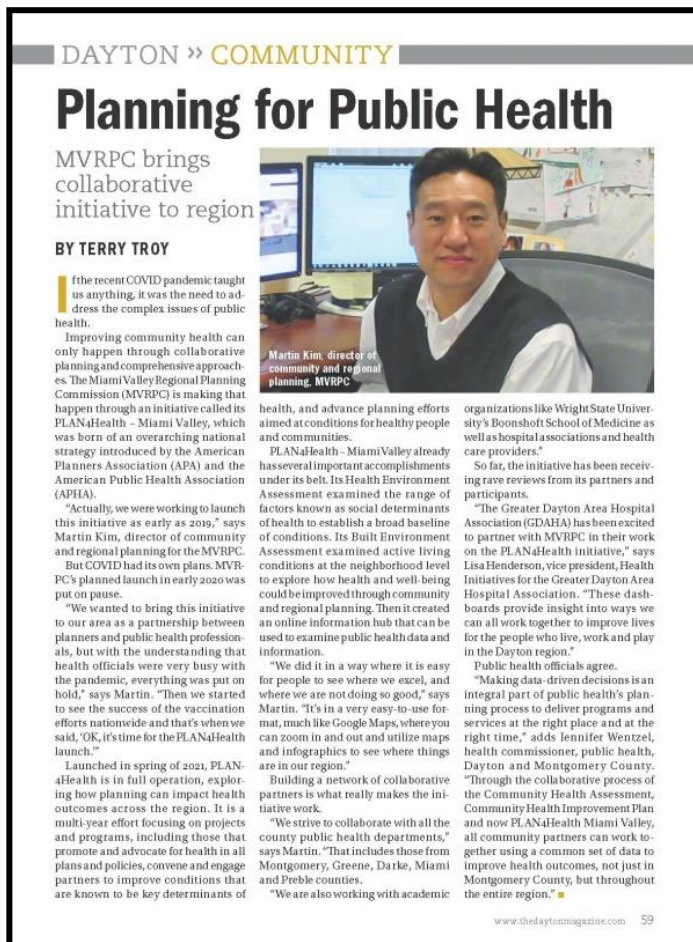 DAYTON » COMMUNITY
Planning for Public Health
MVRPC brings
collaborative
initiative to region
BY TERRY TROY
If the recent COVID pandemic taught
us anything, it was the need to ad-
dress the complex issues of public
health.
Improving community health can
only happen through collaborative
planning and comprehensive approach-
es. The Miami Valley Regional Planning
Commission (MVRPC) is making that
happen through an initiative called its
PLAN4Health – Miami Valley, which
was born of an overarching national
strategy introduced by the American
Planners Association (APA) and the
American Public Health Association
(APHA).
"Actually, we were working to launch
this initiative as early as 2019," says
Martin Kim, director of community
and regional planning for the MVRPC.
But COVID had its own plans. MVR-
PC's planned launch in early 2020 was
put on pause.
"We wanted to bring this initiative
to our area as a partnership between
planners and public health profession-
als, but with the understanding that
health officials were very busy with
the pandemic, everything was put on
hold," says Martin. "Then we started
to see the success of the vaccination
efforts nationwide and that's when we
said, 'OK, it's time for the PLAN4Health
launch.'"
Launched in spring of 2021, PLAN-
4Health is in full operation, explor-
ing how planning can impact health
outcomes across the region. It is a
multi-year effort focusing on projects
and programs, including those that
promote and advocate for health in all
plans and policies, convene and engage
partners to improve conditions that
are known to be key determinants of
Martin Kim, director of
community and regional
planning, MVRPC
health, and advance planning efforts
aimed at conditions for healthy people
and communities.
PLAN4Health – Miami Valley already
has several important accomplishments
under its belt. Its Health Environment
Assessment examined the range of
factors known as social determinants
of health to establish a broad baseline
of conditions. Its Built Environment
Assessment examined active living
conditions at the neighborhood level
to explore how health and well-being
could be improved through community
and regional planning. Then it created
an online information hub that can be
used to examine public health data and
information.
"We did it in a way where it is easy
for people to see where we excel, and
where we are not doing so good," says
Martin. "It's in a very easy-to-use for-
mat, much like Google Maps, where you
can zoom in and out and utilize maps
and infographics to see where things
are in our region."
Building a network of collaborative
partners is what really makes the ini-
tiative work.
"We strive to collaborate with all the
county public health departments,"
says Martin. "That includes those from
Montgomery, Greene, Darke, Miami
and Preble counties.
"We are also working with academic
organizations like Wright State Univer-
sity's Boonshoft School of Medicine as
well as hospital associations and health
care providers."
So far, the initiative has been receiv-
ing rave reviews from its partners and
participants.
"The Greater Dayton Area Hospital
Association (GDAHA) has been excited
to partner with MVRPC in their work
on the PLAN4Health initiative," says
Lisa Henderson, vice president, Health
Initiatives for the Greater Dayton Area
Hospital Association. "These dash-
boards provide insight into ways we
can all work together to improve lives
for the people who live, work and play
in the Dayton region."
Public health officials agree.
"Making data-driven decisions is an
integral part of public health's plan-
ning process to deliver programs and
services at the right place and at the
right time," adds Jennifer Wentzel,
health commissioner, public health,
Dayton and Montgomery County.
"Through the collaborative process of
the Community Health Assessment,
Community Health Improvement Plan
and now PLAN4Health Miami Valley,
all community partners can work to-
gether using a common set of data to
improve health outcomes, not just in
Montgomery County, but throughout
the entire region."
www.thedaytonmagazine.com 59